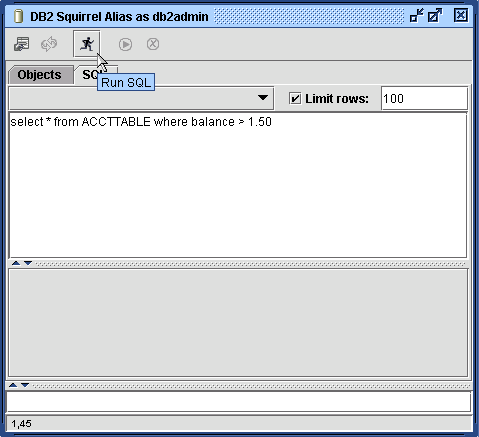 DB2 Squirrel Alias as db2admin
Objects
SQ
Run SQL
Limit rows:
100
select * from ACCTTABLE where balance > 1.50
1,45